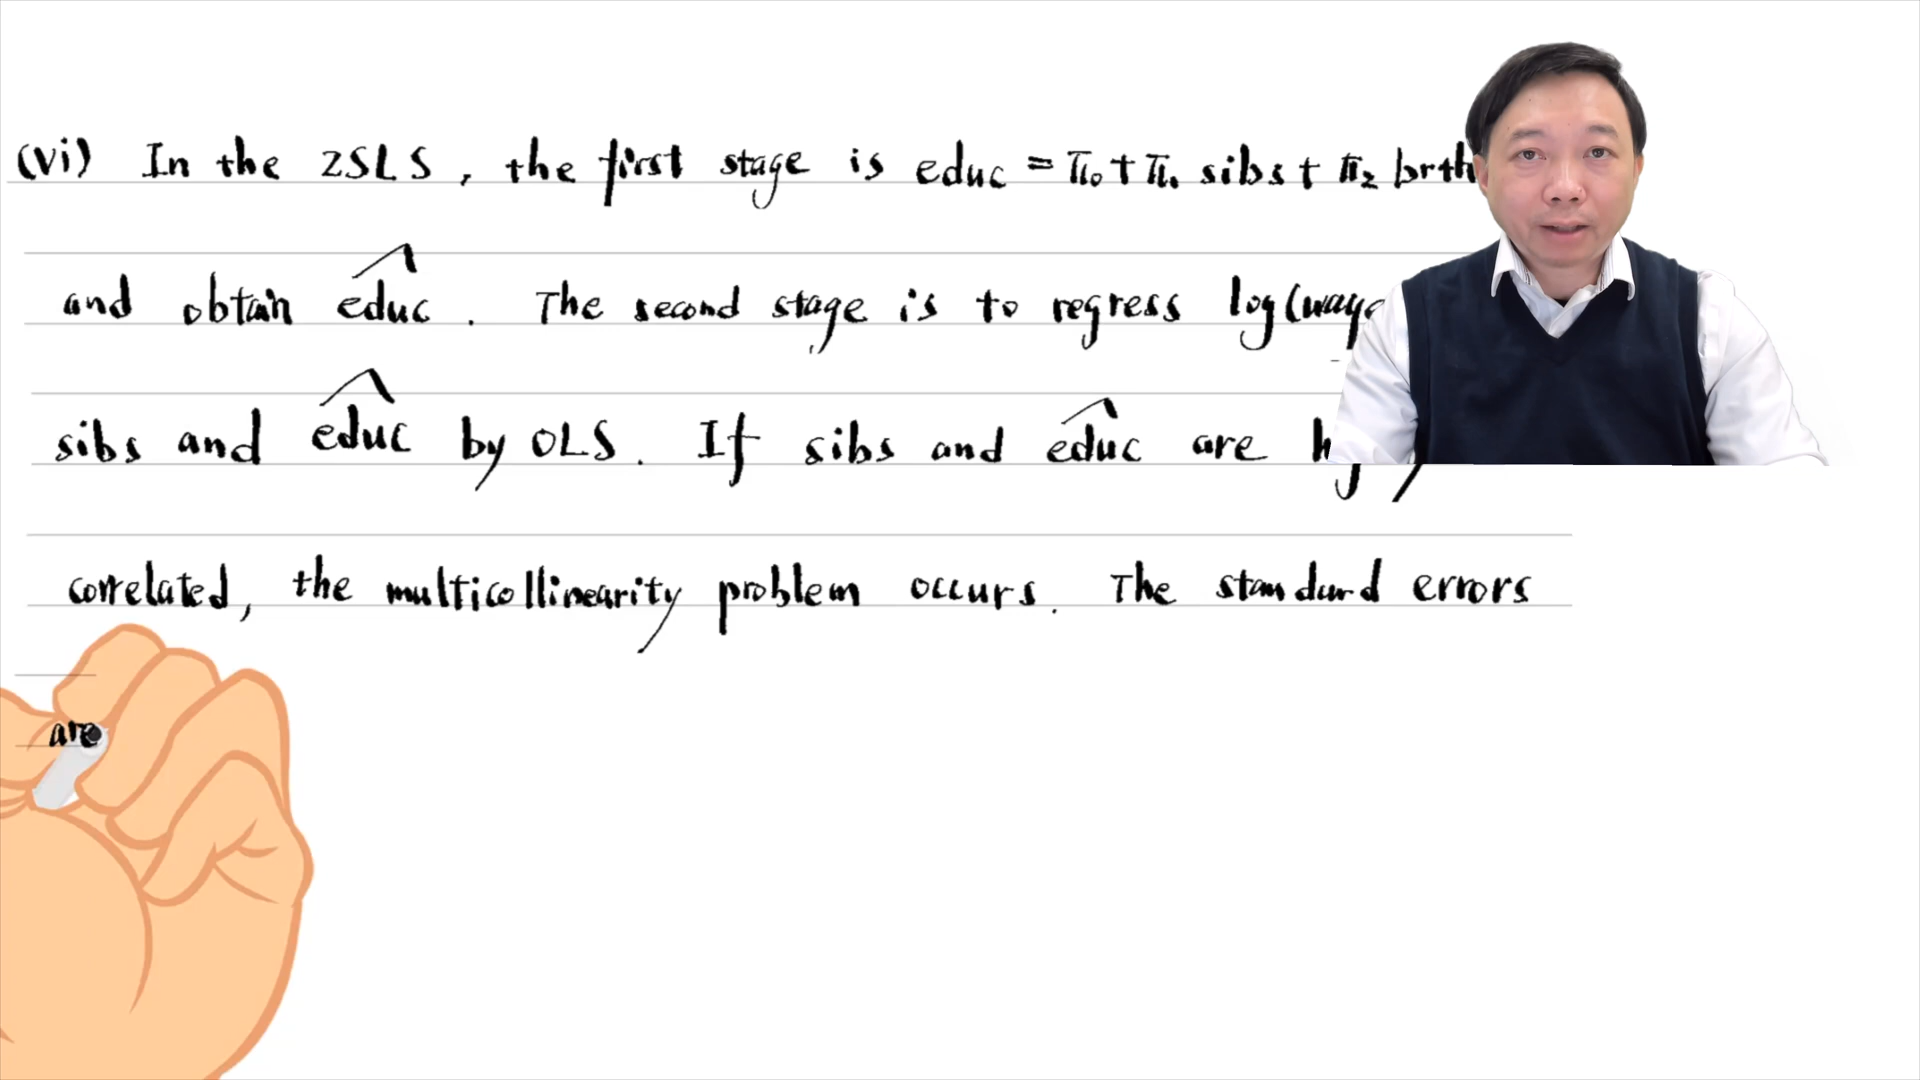 (vi) In the 2SLS, the first stage is educ = π₀ + π₁ sibs + π₂ brth
and obtain educ^. The second stage is to regress log(wage
sibs and educ^ by OLS. If sibs and educ^ are
correlated, the multicollinearity problem occurs. The standard errors
are